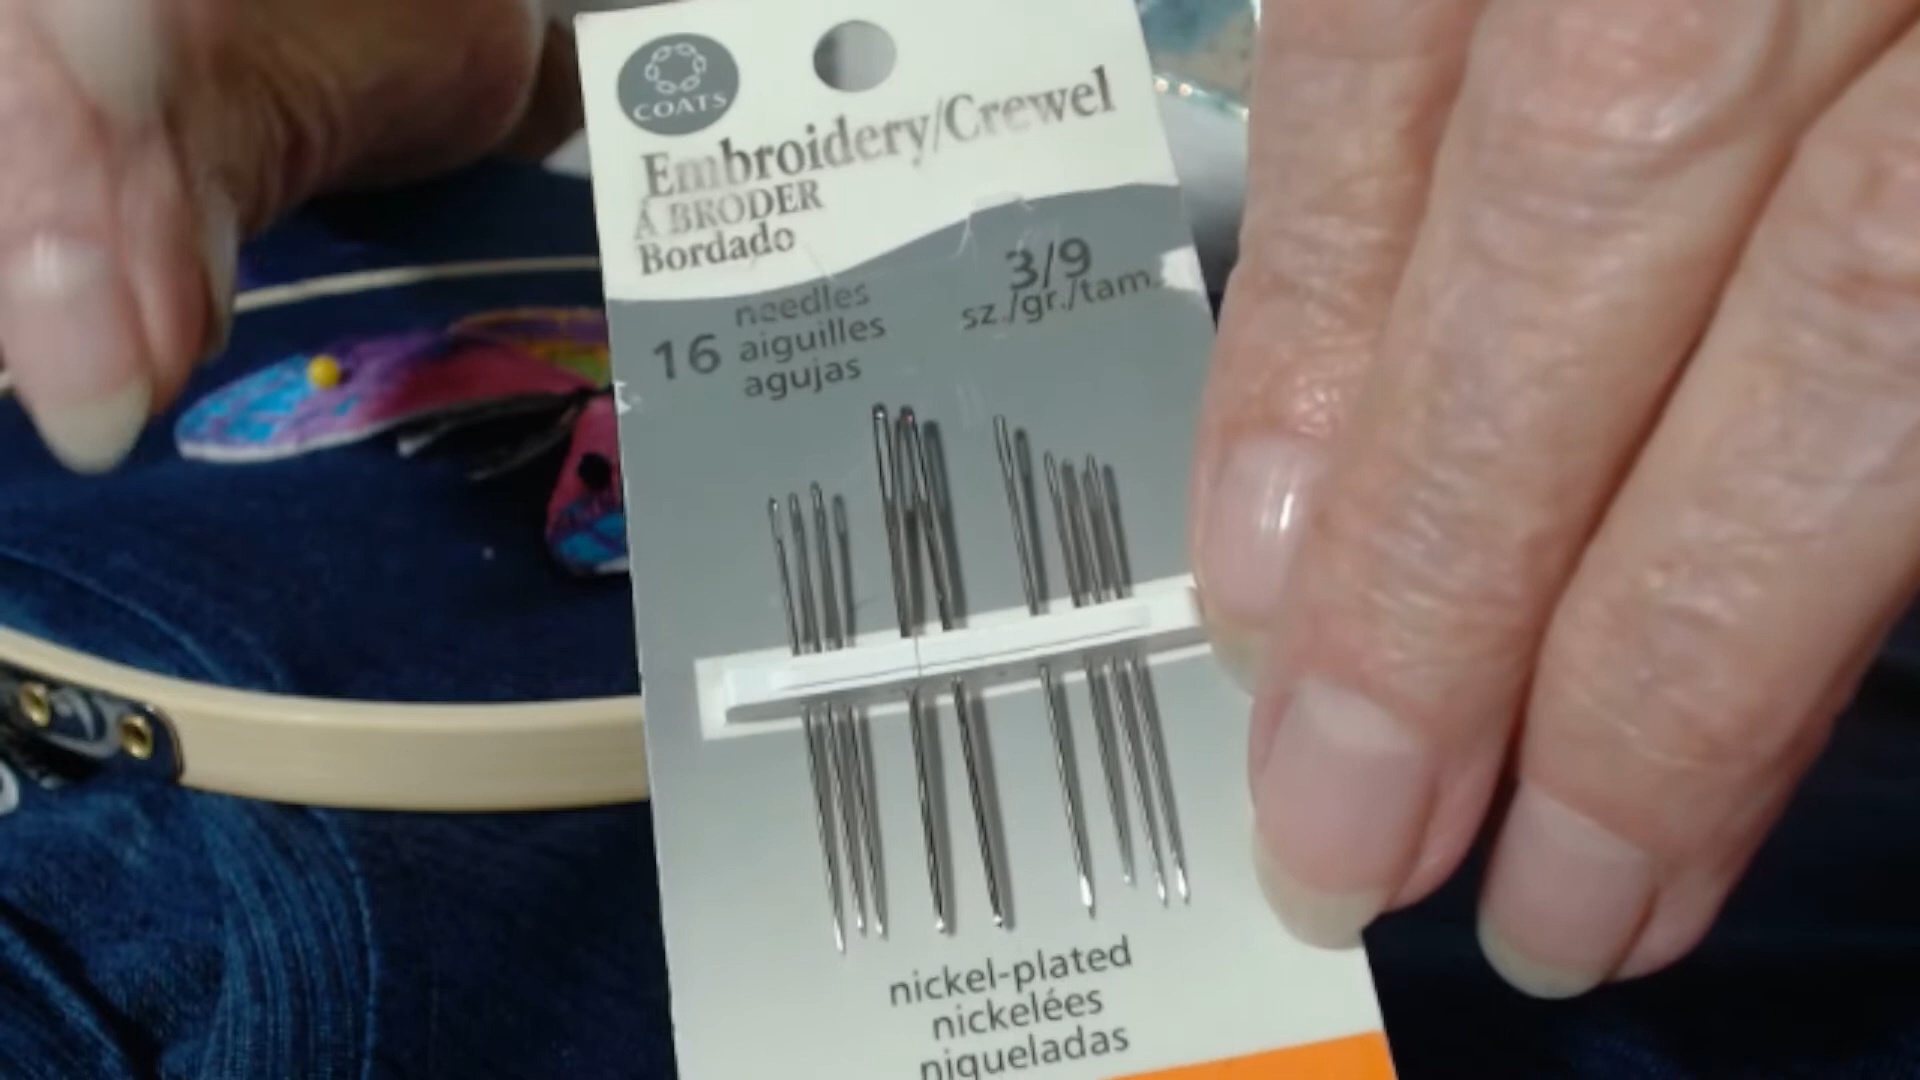 COATS
Embroidery/Crewel
À BRODER
Bordado
16
needles
aiguilles
agujas
3/9
sz./gr./tam.
nickel-plated
nickelées
niqueladas